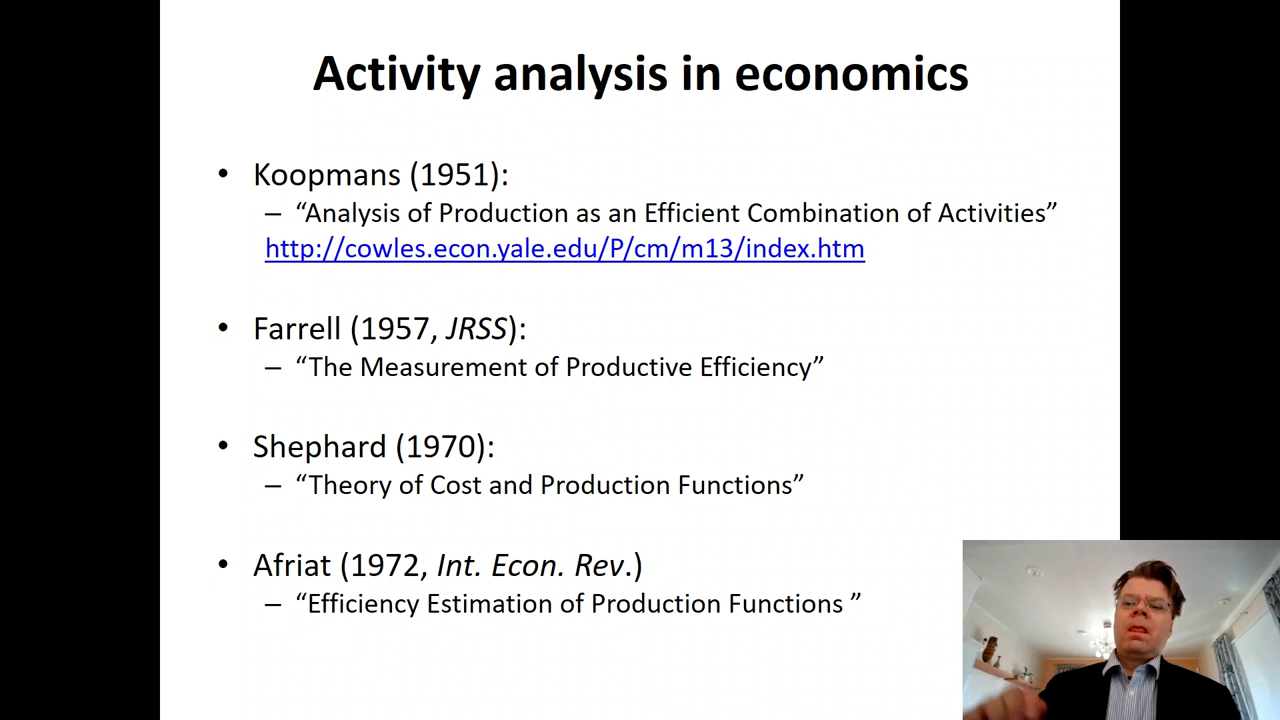 Activity analysis in economics
• Koopmans (1951):
– “Analysis of Production as an Efficient Combination of Activities”
http://cowles.econ.yale.edu/P/cm/m13/index.htm
• Farrell (1957, JRSS):
– “The Measurement of Productive Efficiency”
• Shephard (1970):
– “Theory of Cost and Production Functions”
• Afriat (1972, Int. Econ. Rev.)
– “Efficiency Estimation of Production Functions ”